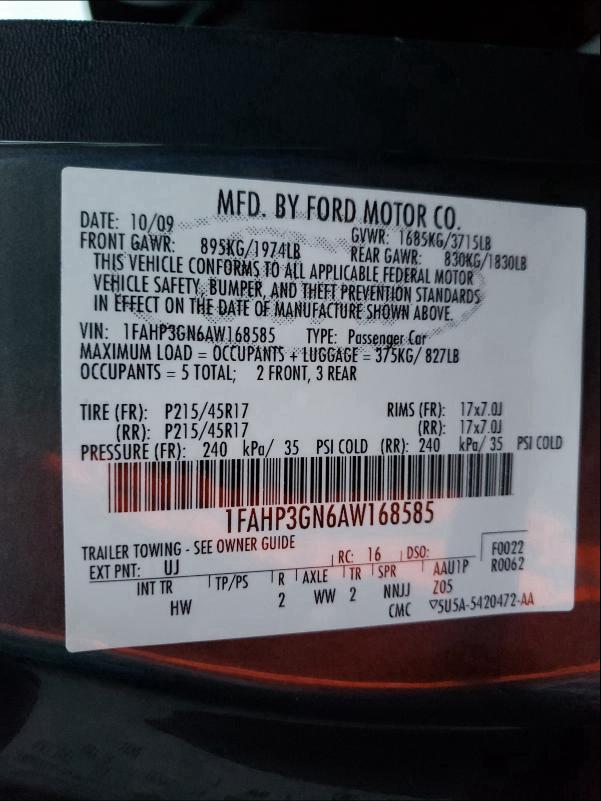 MFD. BY FORD MOTOR CO.
DATE: 10/09 GVWR: 1685KG/3715LB
FRONT GAWR: 895KG/1974LB REAR GAWR: 830KG/1830LB
THIS VEHICLE CONFORMS TO ALL APPLICABLE FEDERAL MOTOR
VEHICLE SAFETY, BUMPER, AND THEFT PREVENTION STANDARDS
IN EFFECT ON THE DATE OF MANUFACTURE SHOWN ABOVE.
VIN: 1FAHP3GN6AW168585 TYPE: Passenger Car
MAXIMUM LOAD = OCCUPANTS + LUGGAGE = 375KG/ 827LB
OCCUPANTS = 5 TOTAL; 2 FRONT, 3 REAR
TIRE (FR): P215/45R17 RIMS (FR): 17x7.0J
(RR): P215/45R17 (RR): 17x7.0J
PRESSURE (FR): 240 kPa/ 35 PSI COLD (RR): 240 kPa/ 35 PSI COLD
1FAHP3GN6AW168585
TRAILER TOWING - SEE OWNER GUIDE F0022
EXT PNT: UJ RC: 16 DSO: R0062
INT TR TP/PS R AXLE TR SPR AAU1P
HW 2 WW 2 NNJJ Z05
CMC ▽5U5A-5420472-AA